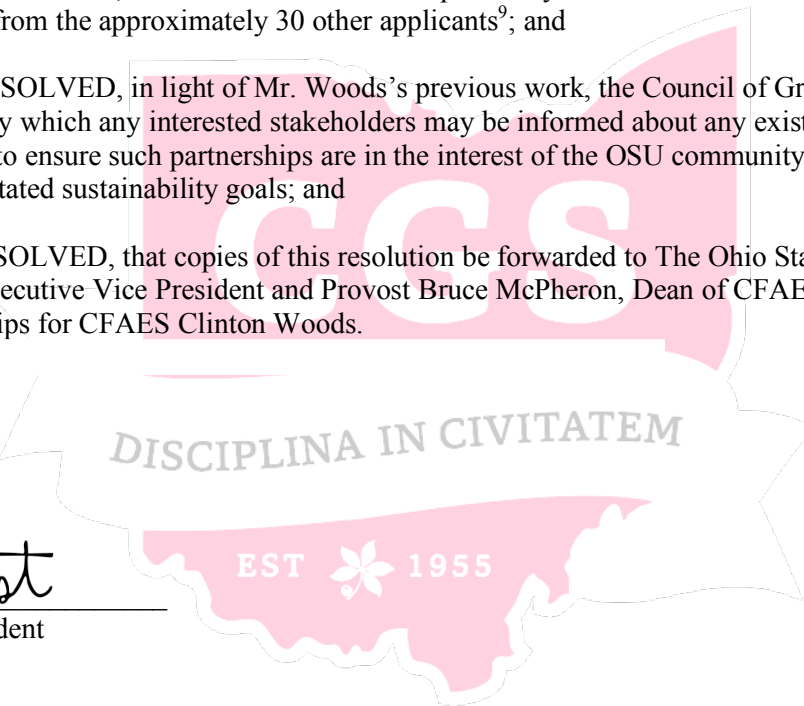 from the approximately 30 other applicants⁹; and
SOLVED, in light of Mr. Woods’s previous work, the Council of Gr
y which any interested stakeholders may be informed about any exist
to ensure such partnerships are in the interest of the OSU community
tated sustainability goals; and
SOLVED, that copies of this resolution be forwarded to The Ohio Sta
ecutive Vice President and Provost Bruce McPheron, Dean of CFAE
ips for CFAES Clinton Woods.
CGS
DISCIPLINA IN CIVITATEM
EST 1955
st
dent